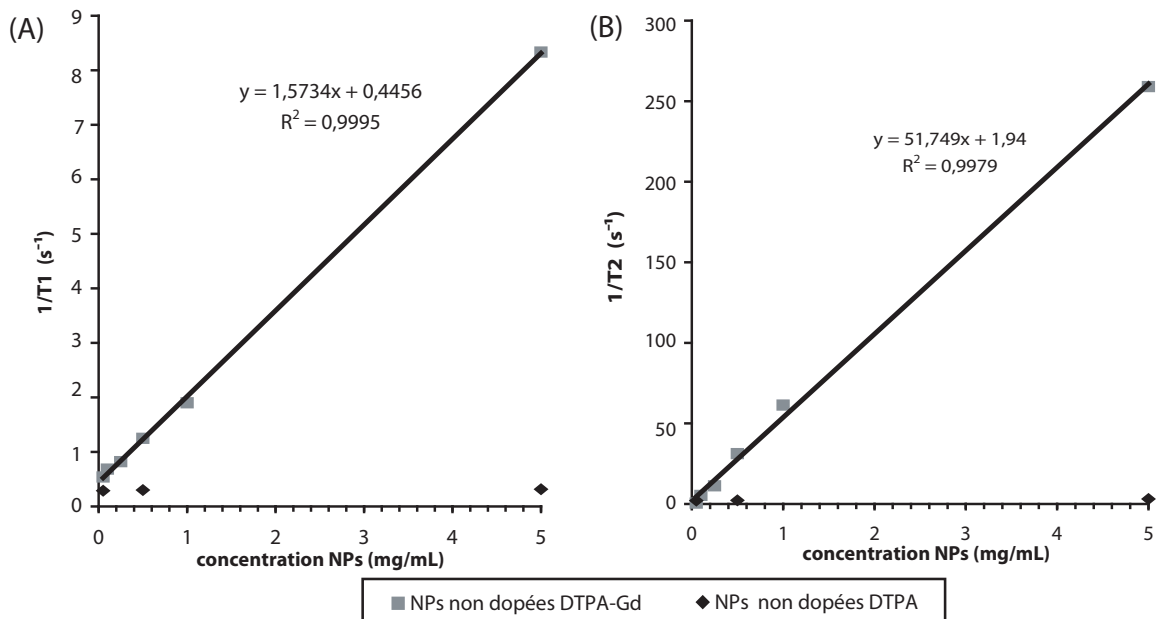 (A)
9
8
7
6
5
4
3
2
1
0
1/T1 (s⁻¹)
y = 1,5734x + 0,4456
R² = 0,9995
0 1 2 3 4 5
concentration NPs (mg/mL)
(B)
300
250
200
150
100
50
0
1/T2 (s⁻¹)
y = 51,749x + 1,94
R² = 0,9979
0 1 2 3 4 5
concentration NPs (mg/mL)
NPs non dopées DTPA-Gd
NPs non dopées DTPA